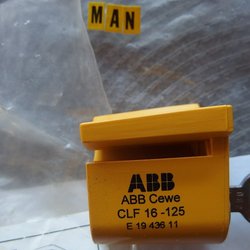 MAN
ABB
ABB Cewe
CLF 16 -125
E 19 436 11